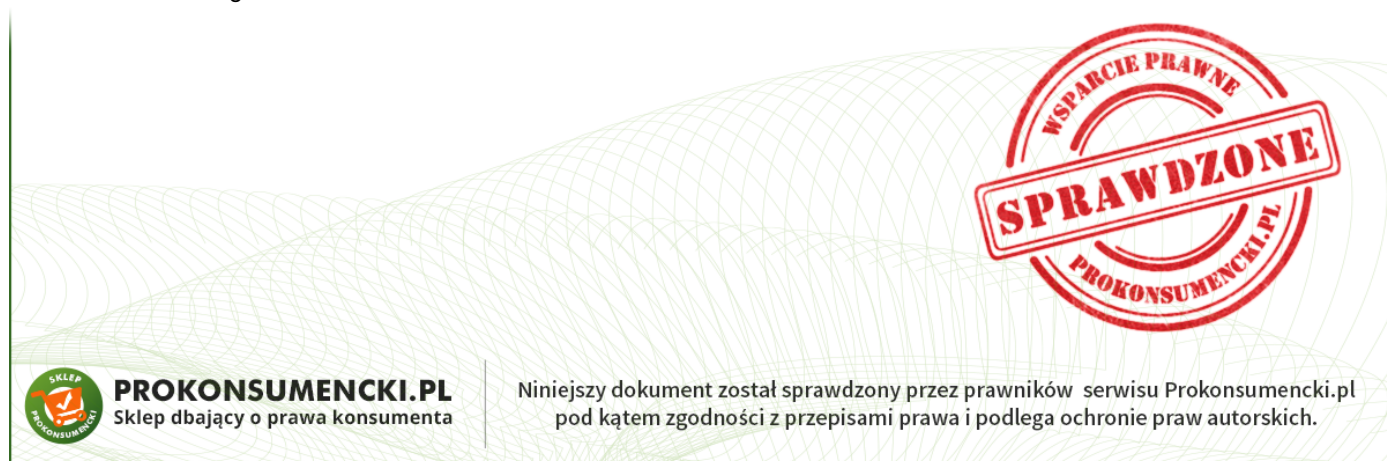 WSPARCIE PRAWNE
SPRAWDZONE
PROKONSUMENCKI.PL
SKLEP
PROKONSUMENCKI
PROKONSUMENCKI.PL
Sklep dbający o prawa konsumenta
Niniejszy dokument został sprawdzony przez prawników serwisu Prokonsumencki.pl
pod kątem zgodności z przepisami prawa i podlega ochronie praw autorskich.